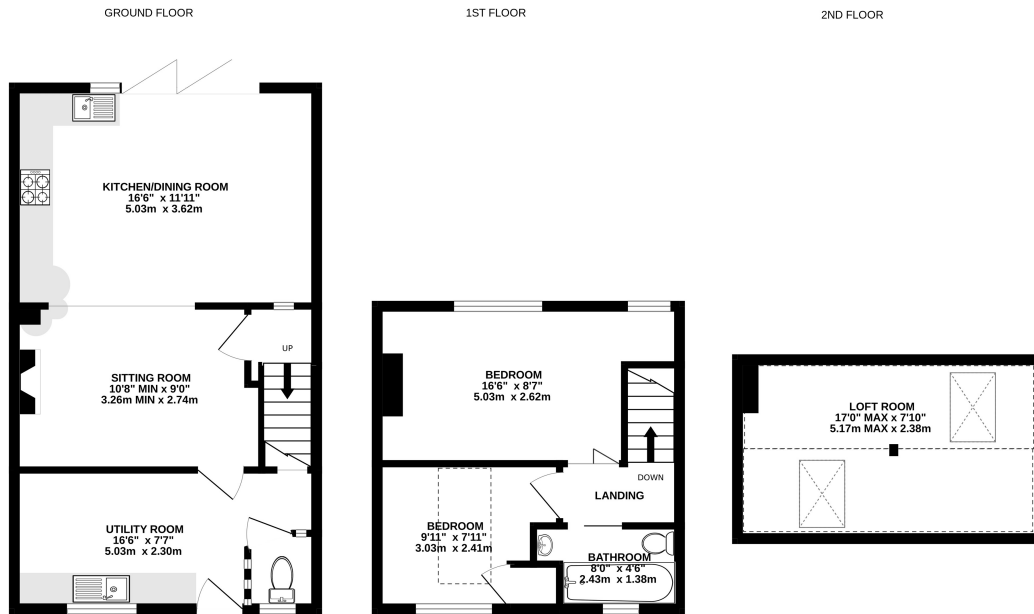 GROUND FLOOR
KITCHEN/DINING ROOM
16'6" x 11'11"
5.03m x 3.62m
UP
SITTING ROOM
10'8" MIN x 9'0"
3.26m MIN x 2.74m
UTILITY ROOM
16'6" x 7'7"
5.03m x 2.30m
1ST FLOOR
BEDROOM
16'6" x 8'7"
5.03m x 2.62m
DOWN
LANDING
BEDROOM
9'11" x 7'11"
3.03m x 2.41m
BATHROOM
8'0" x 4'6"
2.43m x 1.38m
2ND FLOOR
LOFT ROOM
17'0" MAX x 7'10"
5.17m MAX x 2.38m